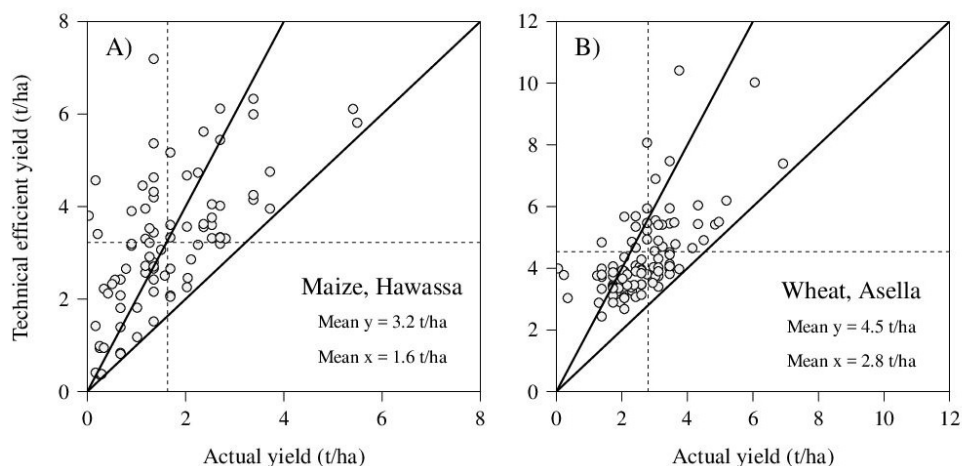 A)
Technical efficient yield (t/ha)
8
6
4
2
0
Maize, Hawassa
Mean y = 3.2 t/ha
Mean x = 1.6 t/ha
0 2 4 6 8
Actual yield (t/ha)
B)
12
10
8
6
4
2
0
Wheat, Asella
Mean y = 4.5 t/ha
Mean x = 2.8 t/ha
0 2 4 6 8 10 12
Actual yield (t/ha)